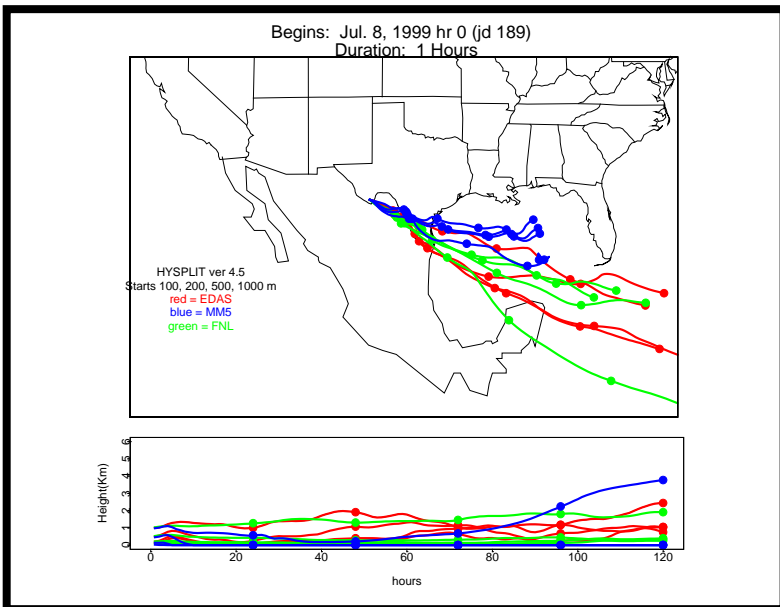 Begins: Jul. 8, 1999 hr 0 (jd 189)
Duration: 1 Hours
HYSPLIT ver 4.5
Starts 100, 200, 500, 1000 m
red = EDAS
blue = MM5
green = FNL
Height(Km)
6
5
4
3
2
1
0
0 20 40 60 80 100 120
hours